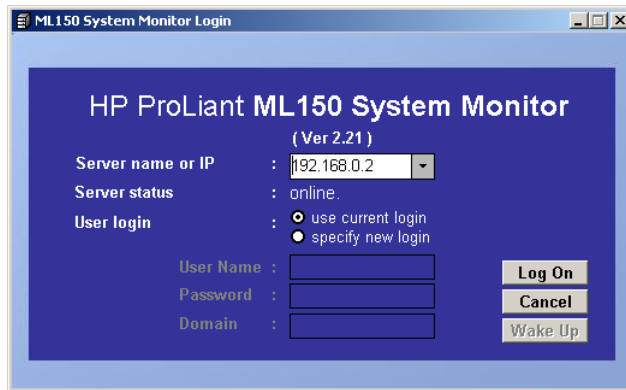 ML150 System Monitor Login
HP ProLiant ML150 System Monitor
( Ver 2.21 )
Server name or IP : 192.168.0.2
Server status : online.
User login : use current login
specify new login
User Name :
Password :
Domain :
Log On
Cancel
Wake Up